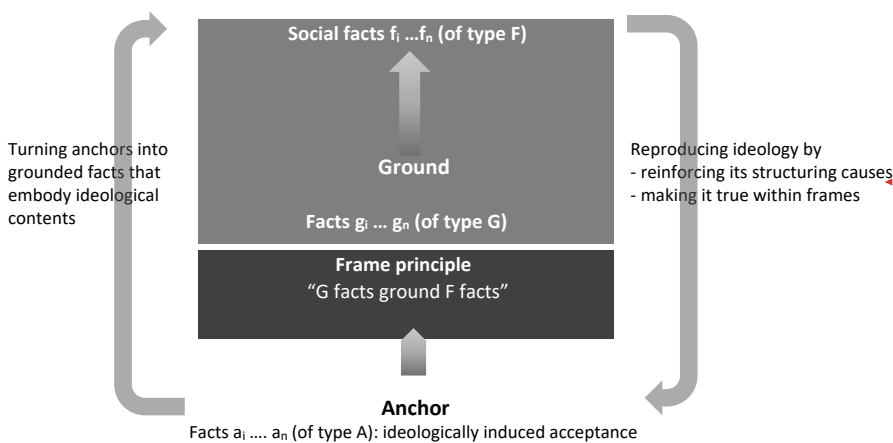 Social facts fᵢ ...fₙ (of type F)
Turning anchors into
grounded facts that
embody ideological
contents
Ground
Reproducing ideology by
- reinforcing its structuring causes
- making it true within frames
Facts gᵢ ... gₙ (of type G)
Frame principle
“G facts ground F facts”
Anchor
Facts aᵢ .... aₙ (of type A): ideologically induced acceptance